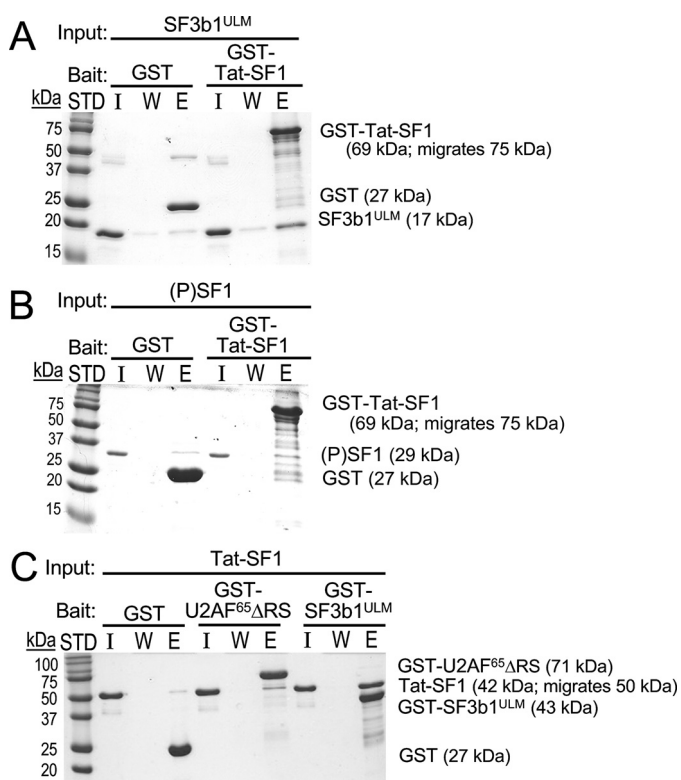 A
Input: SF3b1ULM
Bait: GST GST-Tat-SF1
kDa STD I W E I W E
75
50
37
25
20
15
GST-Tat-SF1
(69 kDa; migrates 75 kDa)
GST (27 kDa)
SF3b1ULM (17 kDa)
B
Input: (P)SF1
Bait: GST GST-Tat-SF1
kDa STD I W E I W E
75
50
37
25
20
15
GST-Tat-SF1
(69 kDa; migrates 75 kDa)
(P)SF1 (29 kDa)
GST (27 kDa)
C
Input: Tat-SF1
Bait: GST GST-U2AF65ΔRS GST-SF3b1ULM
kDa STD I W E I W E I W E
100
75
50
37
25
20
GST-U2AF65ΔRS (71 kDa)
Tat-SF1 (42 kDa; migrates 50 kDa)
GST-SF3b1ULM (43 kDa)
GST (27 kDa)